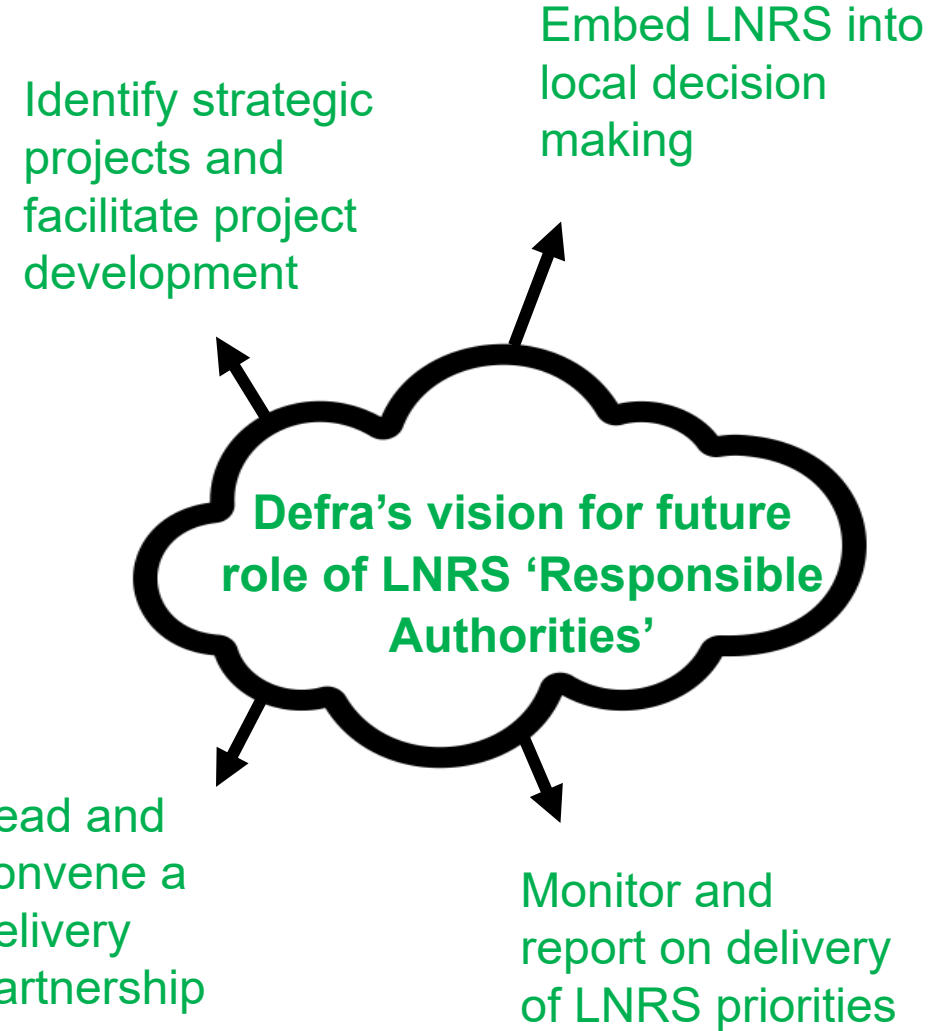 Embed LNRS into
local decision
making
Identify strategic
projects and
facilitate project
development
Defra’s vision for future
role of LNRS ‘Responsible
Authorities’
ead and
onvene a
elivery
artnership
Monitor and
report on delivery
of LNRS priorities